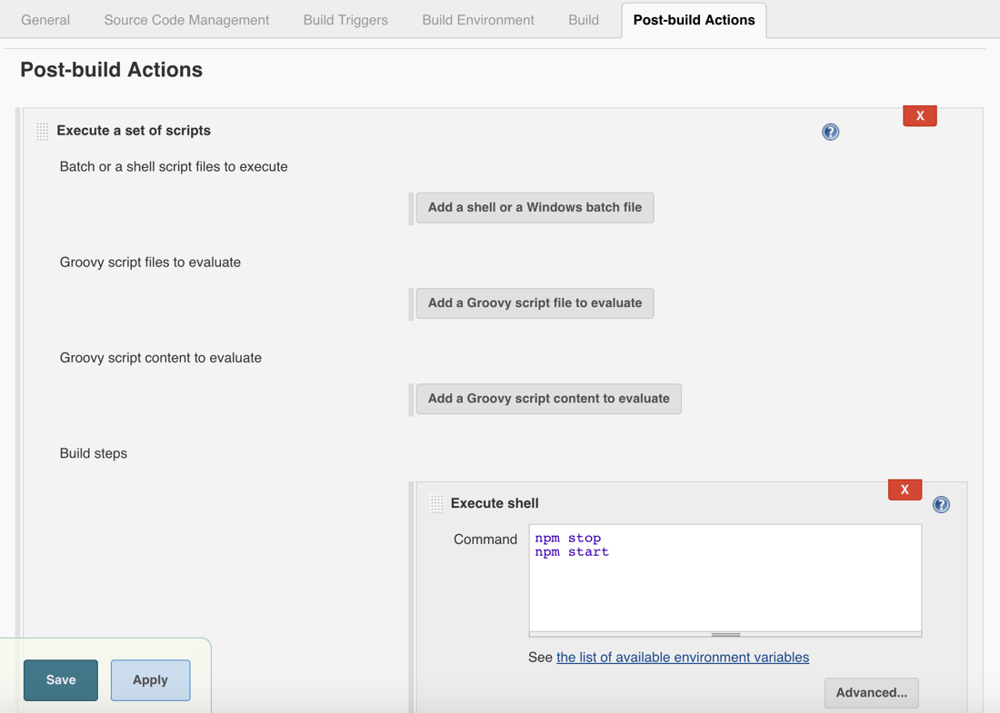 General Source Code Management Build Triggers Build Environment Build Post-build Actions
Post-build Actions
X
Execute a set of scripts ?
Batch or a shell script files to execute
Add a shell or a Windows batch file
Groovy script files to evaluate
Add a Groovy script file to evaluate
Groovy script content to evaluate
Add a Groovy script content to evaluate
Build steps
X
Execute shell ?
Command npm stop
npm start
See the list of available environment variables
Save Apply
Advanced...